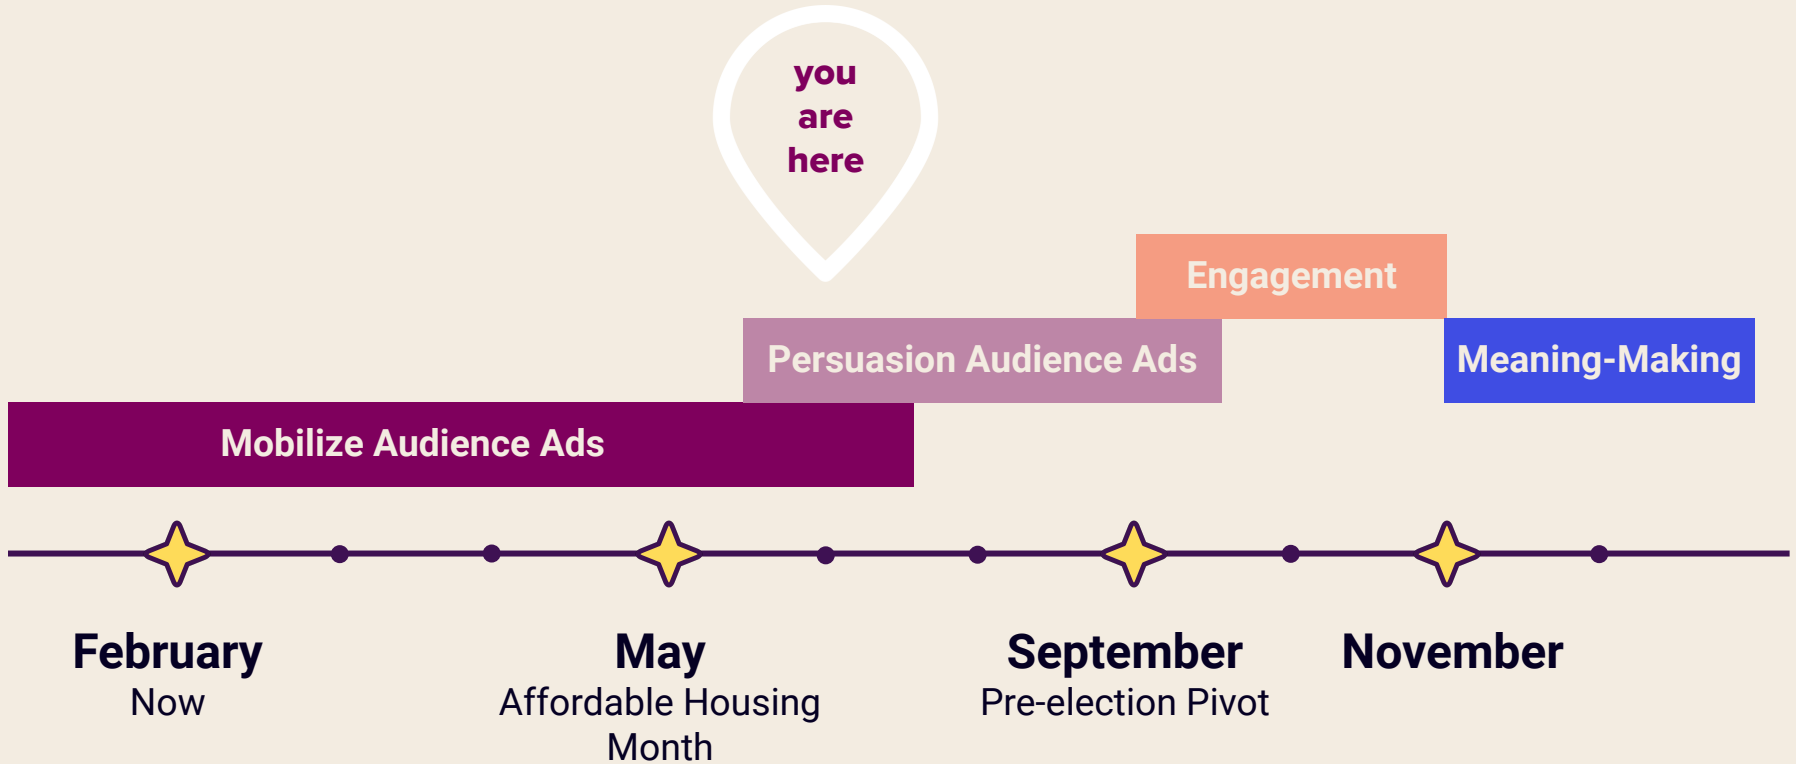 you
are
here
Engagement
Persuasion Audience Ads
Meaning-Making
Mobilize Audience Ads
February
Now
May
Affordable Housing
Month
September
Pre-election Pivot
November